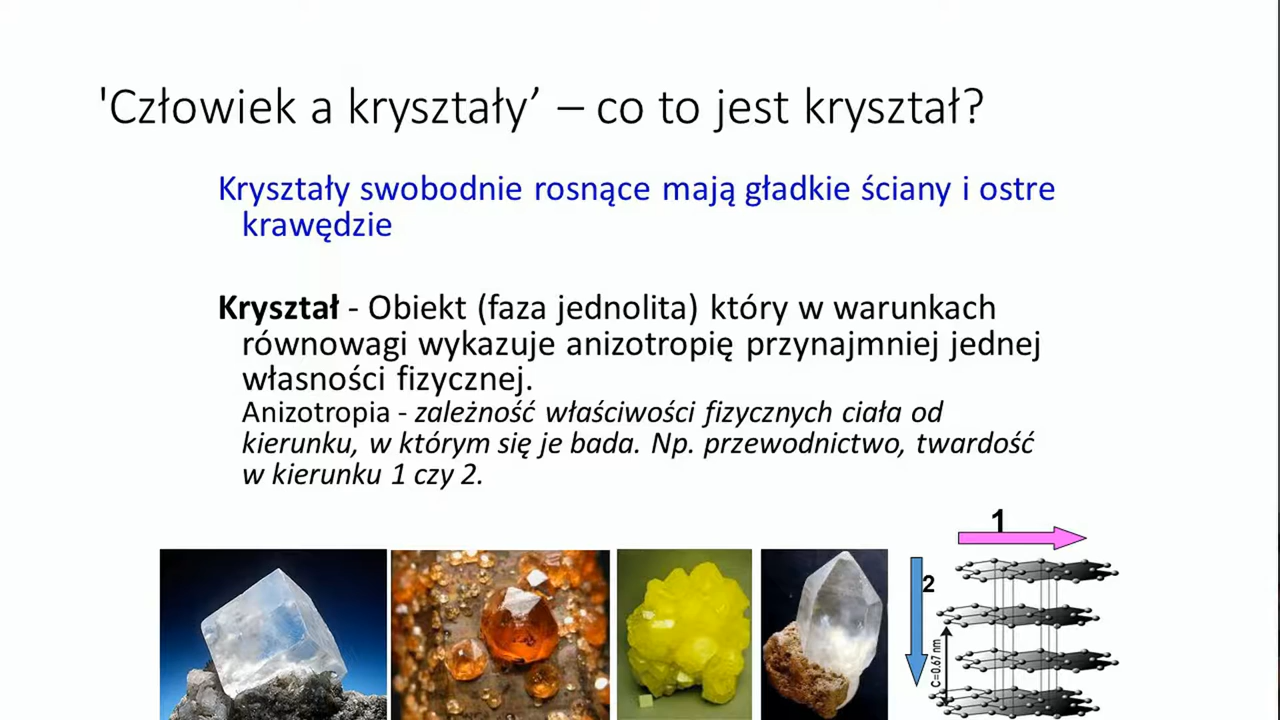 'Człowiek a kryształy’ – co to jest kryształ?
Kryształy swobodnie rosnące mają gładkie ściany i ostre
krawędzie
Kryształ - Obiekt (faza jednolita) który w warunkach
równowagi wykazuje anizotropię przynajmniej jednej
własności fizycznej.
Anizotropia - zależność właściwości fizycznych ciała od
kierunku, w którym się je bada. Np. przewodnictwo, twardość
w kierunku 1 czy 2.
1
2
C=0.67 nm